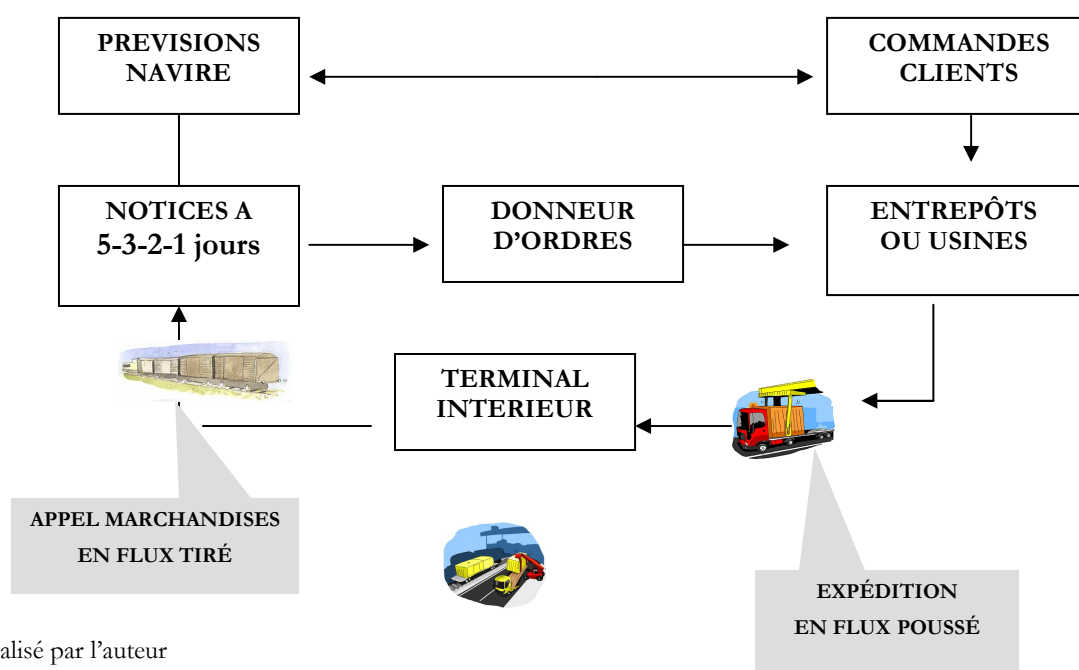 PREVISIONS
NAVIRE
COMMANDES
CLIENTS
NOTICES A
5-3-2-1 jours
DONNEUR
D'ORDRES
ENTREPÔTS
OU USINES
TERMINAL
INTERIEUR
APPEL MARCHANDISES
EN FLUX TIRÉ
EXPÉDITION
EN FLUX POUSSÉ
alisé par l'auteur